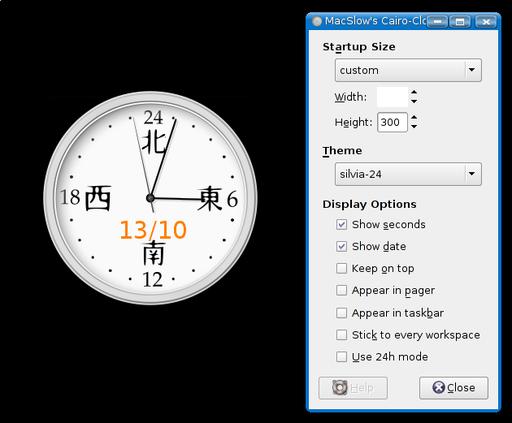 24
北
18 西
東 6
13/10
南
12
MacSlow's Cairo-Clo
Startup Size
custom
Width:
Height: 300
Theme
silvia-24
Display Options
Show seconds
Show date
Keep on top
Appear in pager
Appear in taskbar
Stick to every workspace
Use 24h mode
Help
Close